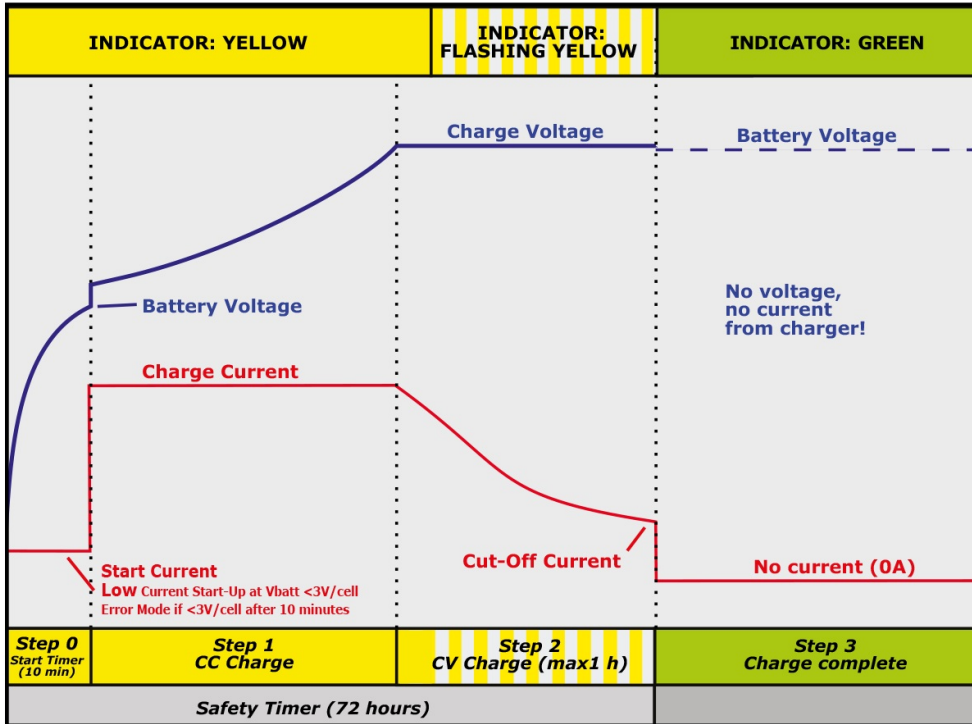 INDICATOR: YELLOW
INDICATOR:
FLASHING YELLOW
INDICATOR: GREEN
Charge Voltage
Battery Voltage
Battery Voltage
No voltage,
no current
from charger!
Charge Current
Start Current
Low Current Start-Up at Vbatt <3V/cell
Error Mode if <3V/cell after 10 minutes
Cut-Off Current
No current (0A)
Step 0
Start Timer
(10 min)
Step 1
CC Charge
Step 2
CV Charge (max1 h)
Step 3
Charge complete
Safety Timer (72 hours)